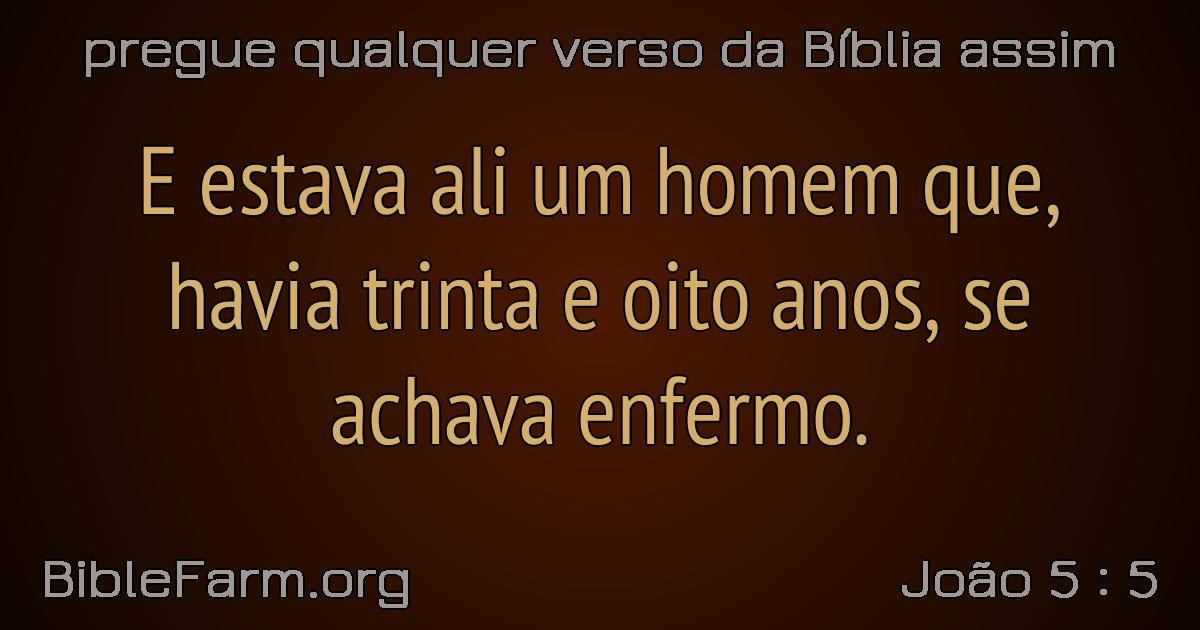 pregue qualquer verso da Bíblia assim
E estava ali um homem que,
havia trinta e oito anos, se
achava enfermo.
BibleFarm.org
João 5 : 5